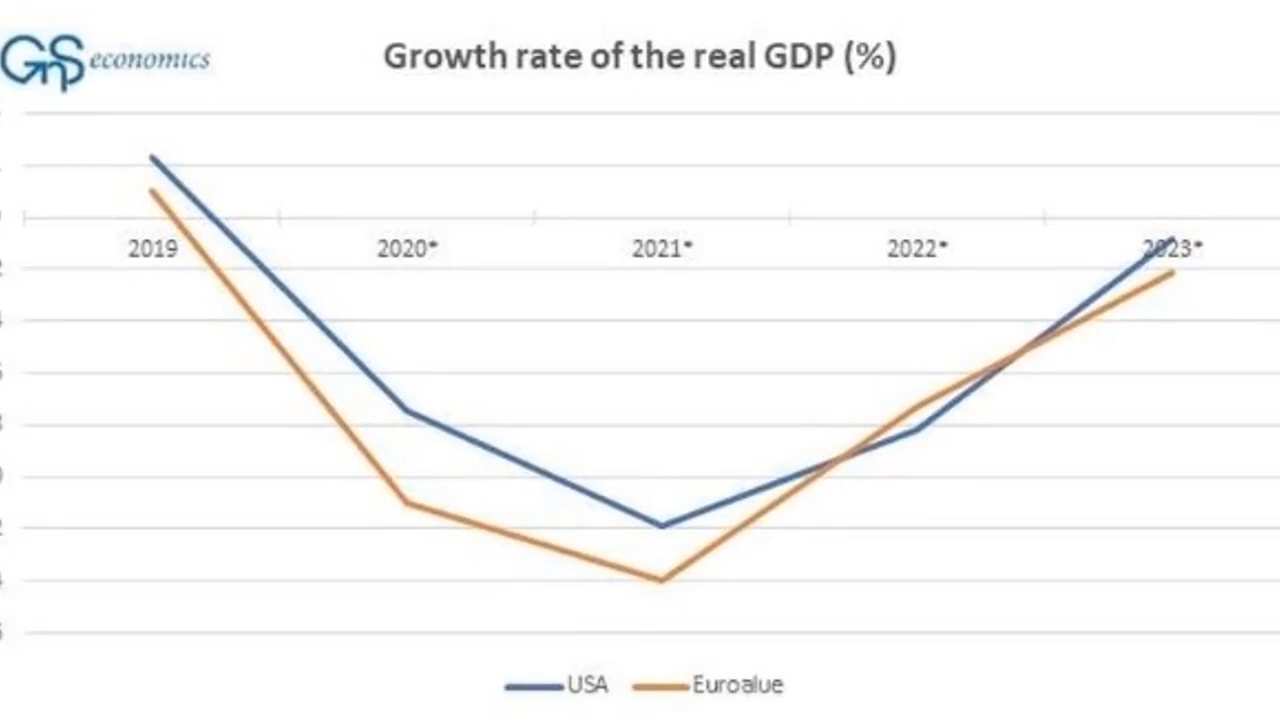 GnS economics
Growth rate of the real GDP (%)
2019 2020* 2021* 2022* 2023*
USA Euroalue